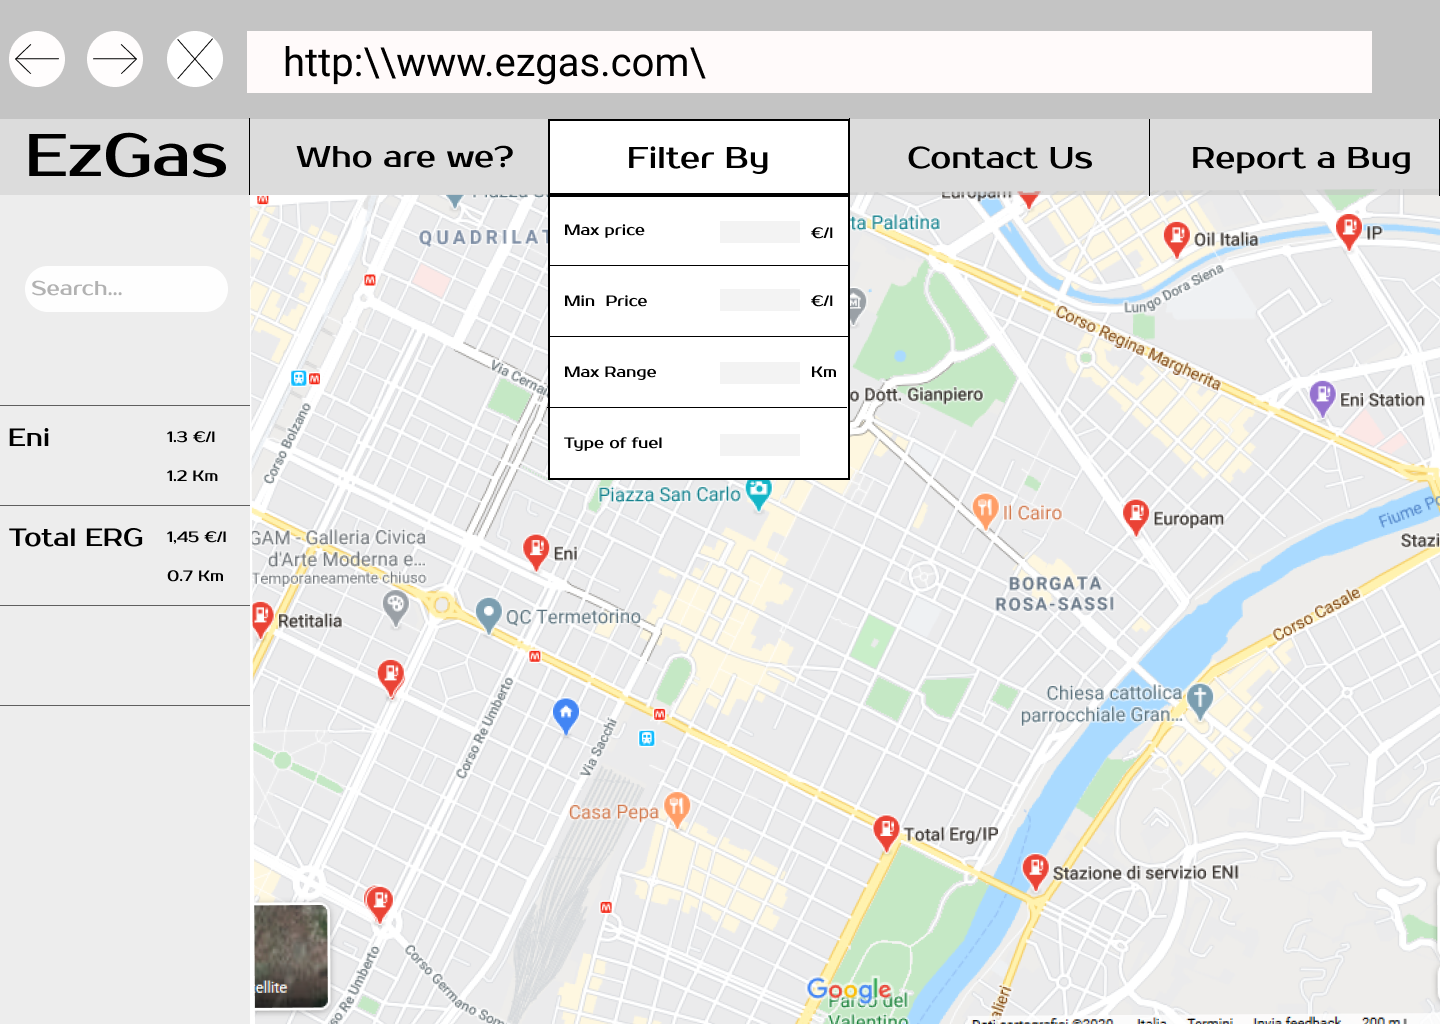 http:\\www.ezgas.com\
EzGas
Who are we?
Filter By
Contact Us
Report a Bug
Search...
Eni
1.3 €/l
1.2 Km
Total ERG
1,45 €/l
0.7 Km
Max price
€/l
Min Price
€/l
Max Range
Km
Type of fuel
QUADRILAT
Europam
ta Palatina
Oil Italia
IP
Lungo Dora Siena
Corso Regina Margherita
Via Cernai
o Dott. Gianpiero
Eni Station
Corso Bolzano
Piazza San Carlo
Il Cairo
Europam
Fiume Po
Stazi
GAM - Galleria Civica
d'Arte Moderna e...
Temporaneamente chiuso
Eni
BORGATA
ROSA-SASSI
Corso Casale
Retitalia
QC Termetorino
Chiesa cattolica
parrocchiale Gran...
Corso Re Umberto
Via Sacchi
Casa Pepa
Total Erg/IP
Stazione di servizio ENI
ellite
Corso Re Umberto
Corso Germano Som
Google
Parco del
Valentino
alieri
Dati cartografici ©2020
Italia
Termini
Invia feedback
200 m